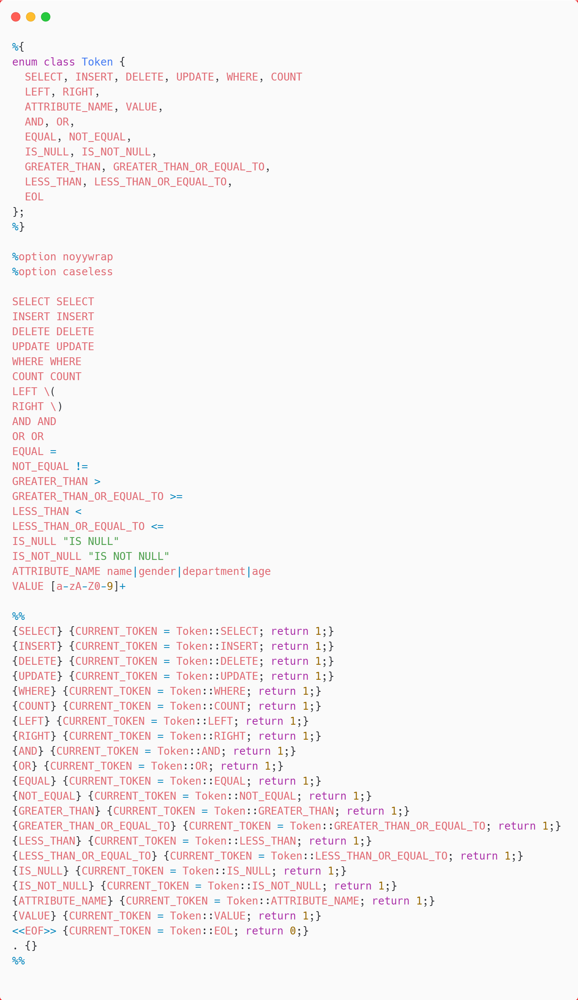 %{
enum class Token {
  SELECT, INSERT, DELETE, UPDATE, WHERE, COUNT
  LEFT, RIGHT,
  ATTRIBUTE_NAME, VALUE,
  AND, OR,
  EQUAL, NOT_EQUAL,
  IS_NULL, IS_NOT_NULL,
  GREATER_THAN, GREATER_THAN_OR_EQUAL_TO,
  LESS_THAN, LESS_THAN_OR_EQUAL_TO,
  EOL
};
%}

%option noyywrap
%option caseless

SELECT SELECT
INSERT INSERT
DELETE DELETE
UPDATE UPDATE
WHERE WHERE
COUNT COUNT
LEFT \(
RIGHT \)
AND AND
OR OR
EQUAL =
NOT_EQUAL !=
GREATER_THAN >
GREATER_THAN_OR_EQUAL_TO >=
LESS_THAN <
LESS_THAN_OR_EQUAL_TO <=
IS_NULL "IS NULL"
IS_NOT_NULL "IS NOT NULL"
ATTRIBUTE_NAME name|gender|department|age
VALUE [a-zA-Z0-9]+

%%
{SELECT} {CURRENT_TOKEN = Token::SELECT; return 1;}
{INSERT} {CURRENT_TOKEN = Token::INSERT; return 1;}
{DELETE} {CURRENT_TOKEN = Token::DELETE; return 1;}
{UPDATE} {CURRENT_TOKEN = Token::UPDATE; return 1;}
{WHERE} {CURRENT_TOKEN = Token::WHERE; return 1;}
{COUNT} {CURRENT_TOKEN = Token::COUNT; return 1;}
{LEFT} {CURRENT_TOKEN = Token::LEFT; return 1;}
{RIGHT} {CURRENT_TOKEN = Token::RIGHT; return 1;}
{AND} {CURRENT_TOKEN = Token::AND; return 1;}
{OR} {CURRENT_TOKEN = Token::OR; return 1;}
{EQUAL} {CURRENT_TOKEN = Token::EQUAL; return 1;}
{NOT_EQUAL} {CURRENT_TOKEN = Token::NOT_EQUAL; return 1;}
{GREATER_THAN} {CURRENT_TOKEN = Token::GREATER_THAN; return 1;}
{GREATER_THAN_OR_EQUAL_TO} {CURRENT_TOKEN = Token::GREATER_THAN_OR_EQUAL_TO; return 1;}
{LESS_THAN} {CURRENT_TOKEN = Token::LESS_THAN; return 1;}
{LESS_THAN_OR_EQUAL_TO} {CURRENT_TOKEN = Token::LESS_THAN_OR_EQUAL_TO; return 1;}
{IS_NULL} {CURRENT_TOKEN = Token::IS_NULL; return 1;}
{IS_NOT_NULL} {CURRENT_TOKEN = Token::IS_NOT_NULL; return 1;}
{ATTRIBUTE_NAME} {CURRENT_TOKEN = Token::ATTRIBUTE_NAME; return 1;}
{VALUE} {CURRENT_TOKEN = Token::VALUE; return 1;}
<<EOF>> {CURRENT_TOKEN = Token::EOL; return 0;}
. {}
%%